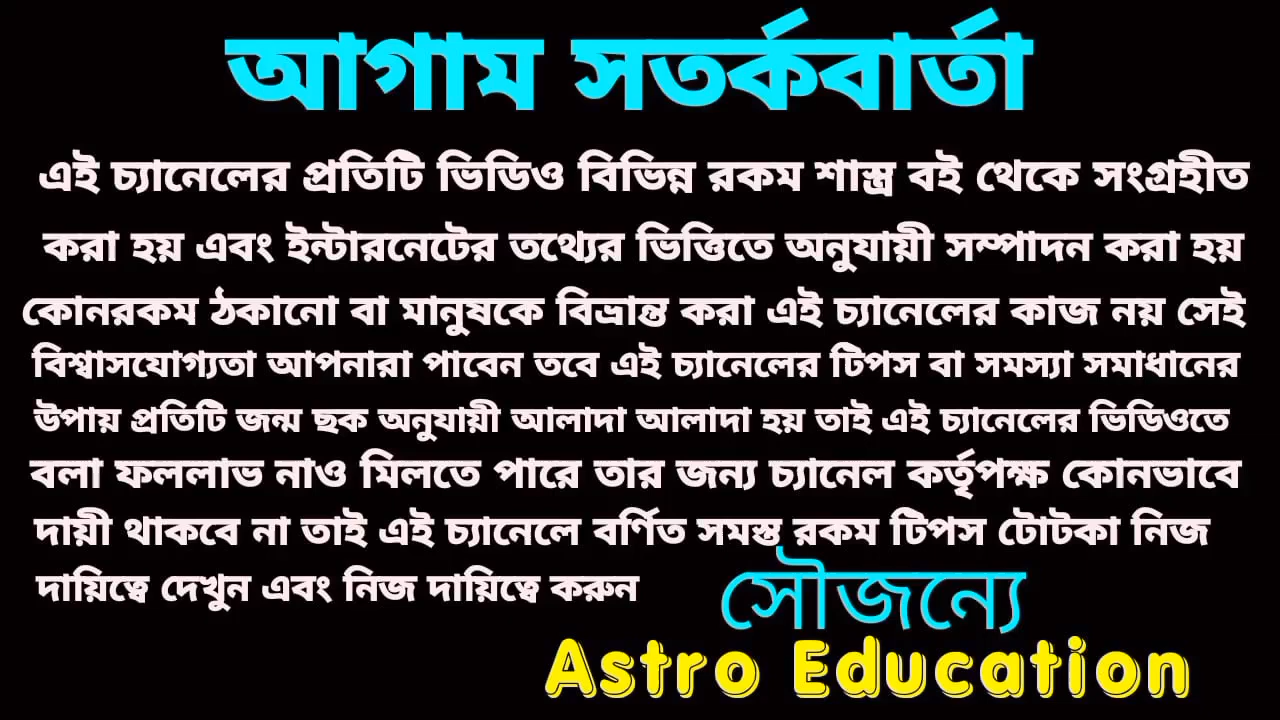 আগাম সতর্কবার্তা
এই চ্যানেলের প্রতিটি ভিডিও বিভিন্ন রকম শাস্ত্র বই থেকে সংগ্রহীত
করা হয় এবং ইন্টারনেটের তথ্যের ভিত্তিতে অনুযায়ী সম্পাদন করা হয়
কোনরকম ঠকানো বা মানুষকে বিভ্রান্ত করা এই চ্যানেলের কাজ নয় সেই
বিশ্বাসযোগ্যতা আপনারা পাবেন তবে এই চ্যানেলের টিপস বা সমস্যা সমাধানের
উপায় প্রতিটি জন্ম ছক অনুযায়ী আলাদা আলাদা হয় তাই এই চ্যানেলের ভিডিওতে
বলা ফললাভ নাও মিলতে পারে তার জন্য চ্যানেল কর্তৃপক্ষ কোনভাবে
দায়ী থাকবে না তাই এই চ্যানেলে বর্ণিত সমস্ত রকম টিপস টোটকা নিজ
দায়িত্বে দেখুন এবং নিজ দায়িত্বে করুন
সৌজন্যে
Astro Education